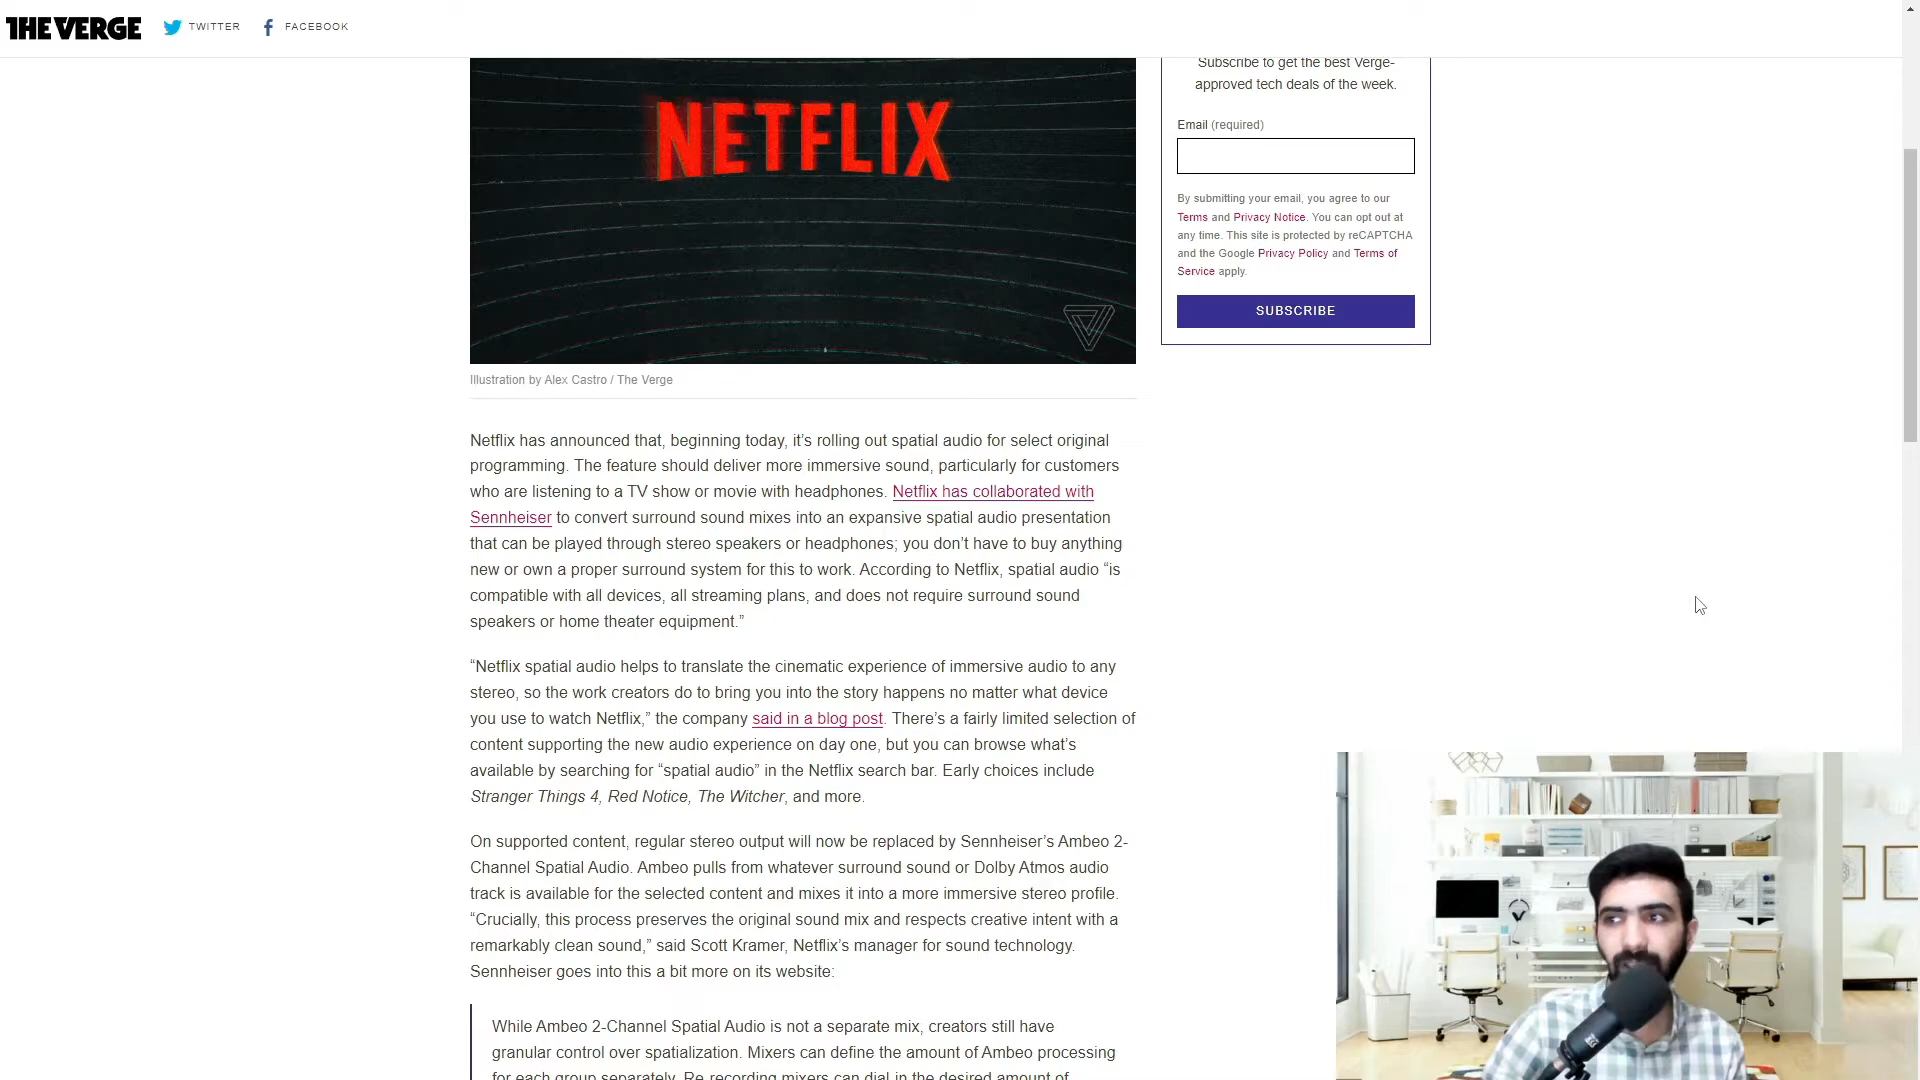 THE VERGE TWITTER FACEBOOK
NETFLIX
Illustration by Alex Castro / The Verge
Netflix has announced that, beginning today, it’s rolling out spatial audio for select original
programming. The feature should deliver more immersive sound, particularly for customers
who are listening to a TV show or movie with headphones. Netflix has collaborated with
Sennheiser to convert surround sound mixes into an expansive spatial audio presentation
that can be played through stereo speakers or headphones; you don’t have to buy anything
new or own a proper surround system for this to work. According to Netflix, spatial audio “is
compatible with all devices, all streaming plans, and does not require surround sound
speakers or home theater equipment.”
“Netflix spatial audio helps to translate the cinematic experience of immersive audio to any
stereo, so the work creators do to bring you into the story happens no matter what device
you use to watch Netflix,” the company said in a blog post. There’s a fairly limited selection of
content supporting the new audio experience on day one, but you can browse what’s
available by searching for “spatial audio” in the Netflix search bar. Early choices include
Stranger Things 4, Red Notice, The Witcher, and more.
On supported content, regular stereo output will now be replaced by Sennheiser’s Ambeo 2-
Channel Spatial Audio. Ambeo pulls from whatever surround sound or Dolby Atmos audio
track is available for the selected content and mixes it into a more immersive stereo profile.
“Crucially, this process preserves the original sound mix and respects creative intent with a
remarkably clean sound,” said Scott Kramer, Netflix’s manager for sound technology.
Sennheiser goes into this a bit more on its website:
While Ambeo 2-Channel Spatial Audio is not a separate mix, creators still have
granular control over spatialization. Mixers can define the amount of Ambeo processing
for each group separately. Re-recording mixers can dial in the desired amount of
Subscribe to get the best Verge-
approved tech deals of the week.
Email (required)
By submitting your email, you agree to our
Terms and Privacy Notice. You can opt out at
any time. This site is protected by reCAPTCHA
and the Google Privacy Policy and Terms of
Service apply.
SUBSCRIBE